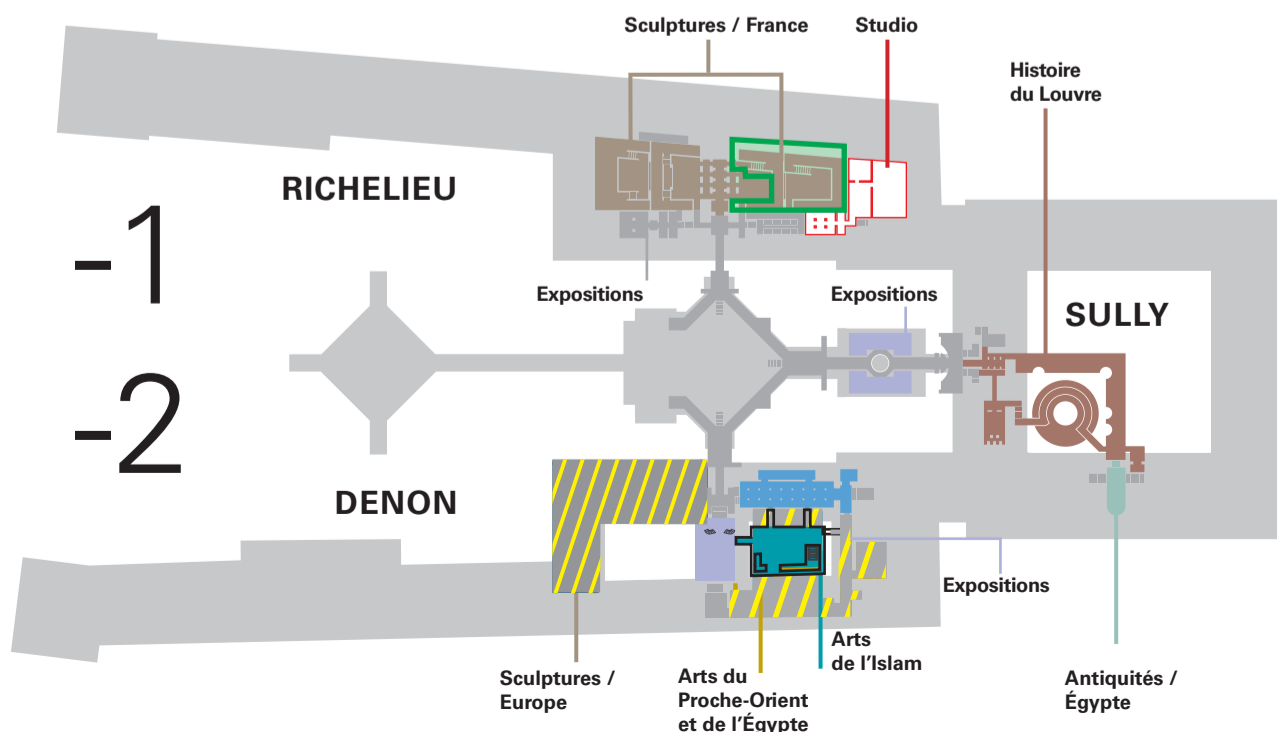 Sculptures / France
Studio
Histoire
du Louvre
RICHELIEU
-1
Expositions
Expositions
SULLY
-2
DENON
Expositions
Sculptures /
Europe
Arts du
Proche-Orient
et de l’Égypte
Arts
de l’Islam
Antiquités /
Égypte